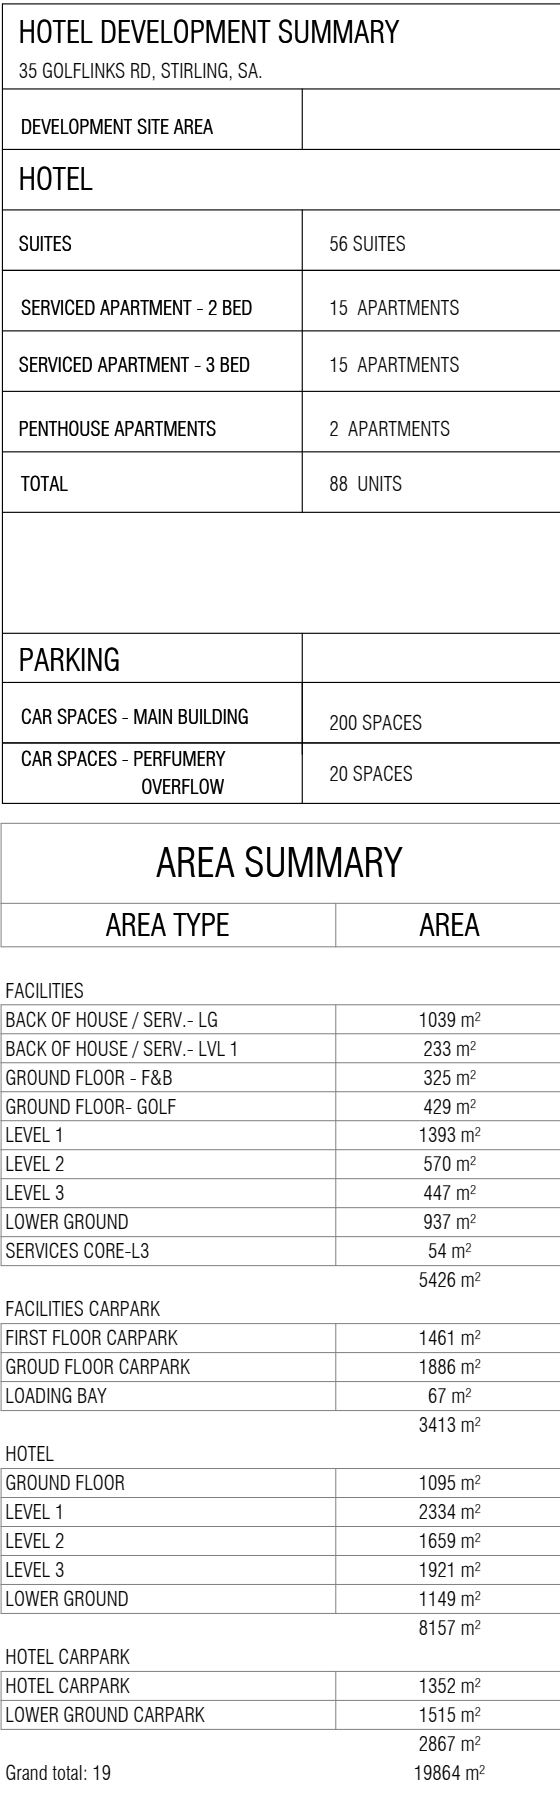 HOTEL DEVELOPMENT SUMMARY
35 GOLFLINKS RD, STIRLING, SA.
DEVELOPMENT SITE AREA
HOTEL
SUITES 56 SUITES
SERVICED APARTMENT - 2 BED 15 APARTMENTS
SERVICED APARTMENT - 3 BED 15 APARTMENTS
PENTHOUSE APARTMENTS 2 APARTMENTS
TOTAL 88 UNITS
PARKING
CAR SPACES - MAIN BUILDING 200 SPACES
CAR SPACES - PERFUMERY
OVERFLOW 20 SPACES
AREA SUMMARY
AREA TYPE AREA
FACILITIES
BACK OF HOUSE / SERV.- LG 1039 m²
BACK OF HOUSE / SERV.- LVL 1 233 m²
GROUND FLOOR - F&B 325 m²
GROUND FLOOR- GOLF 429 m²
LEVEL 1 1393 m²
LEVEL 2 570 m²
LEVEL 3 447 m²
LOWER GROUND 937 m²
SERVICES CORE-L3 54 m²
5426 m²
FACILITIES CARPARK
FIRST FLOOR CARPARK 1461 m²
GROUD FLOOR CARPARK 1886 m²
LOADING BAY 67 m²
3413 m²
HOTEL
GROUND FLOOR 1095 m²
LEVEL 1 2334 m²
LEVEL 2 1659 m²
LEVEL 3 1921 m²
LOWER GROUND 1149 m²
8157 m²
HOTEL CARPARK
HOTEL CARPARK 1352 m²
LOWER GROUND CARPARK 1515 m²
2867 m²
Grand total: 19 19864 m²